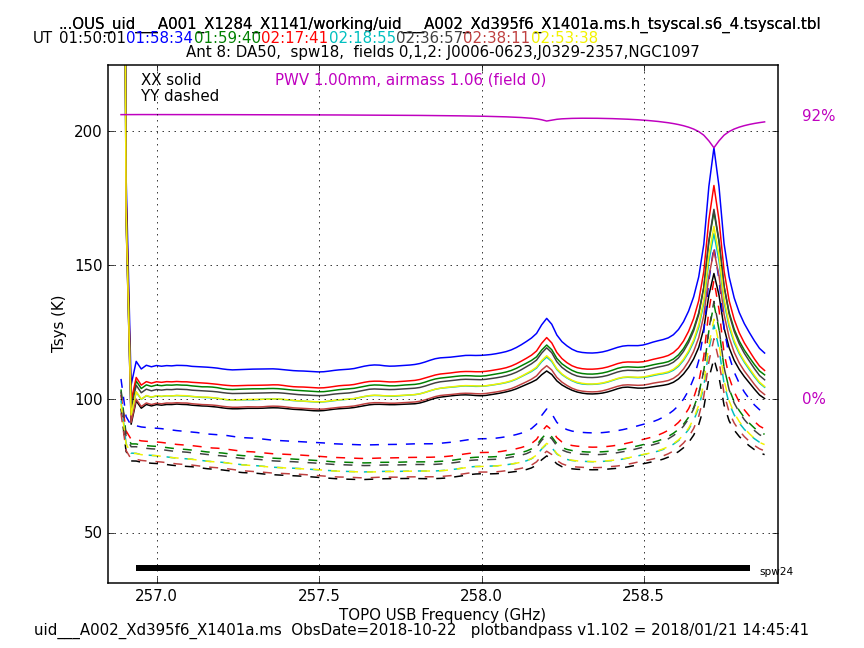 ...OUS_uid___A001_X1284_X1141/working/uid___A002_Xd395f6_X1401a.ms.h_tsyscal.s6_4.tsyscal.tbl
UT 01:50:01 01:58:34 01:59:40 02:17:41 02:18:55 02:36:57 02:38:11 02:53:38
Ant 8: DA50, spw18, fields 0,1,2: J0006-0623,J0329-2357,NGC1097
XX solid
PWV 1.00mm, airmass 1.06 (field 0)
YY dashed
92%
0%
200
150
100
50
Tsys (K)
spw24
257.0 257.5 258.0 258.5
TOPO USB Frequency (GHz)
uid___A002_Xd395f6_X1401a.ms ObsDate=2018-10-22 plotbandpass v1.102 = 2018/01/21 14:45:41